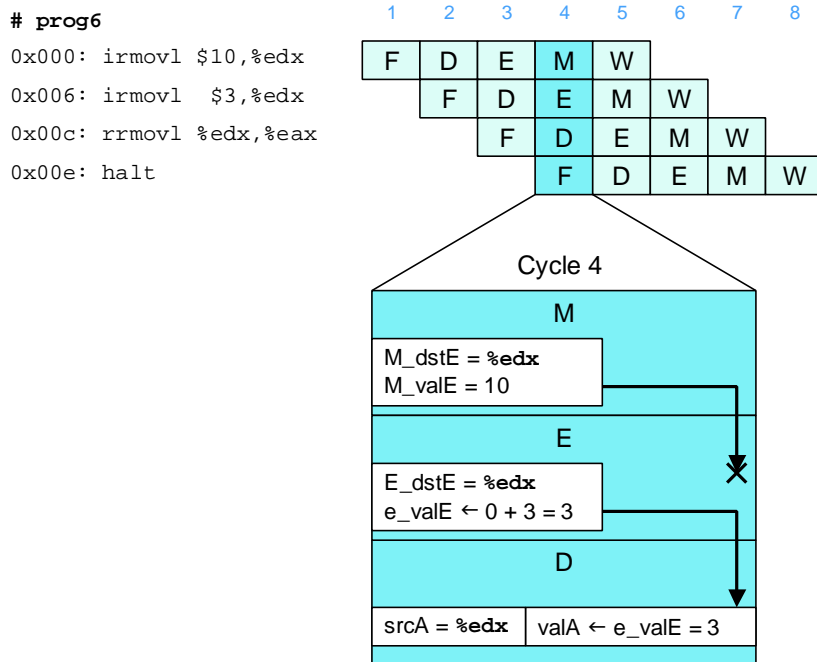 # prog6
1 2 3 4 5 6 7 8
0x000: irmovl $10,%edx F D E M W
0x006: irmovl  $3,%edx F D E M W
0x00c: rrmovl %edx,%eax F D E M W
0x00e: halt F D E M W
Cycle 4
M
M_dstE = %edx
M_valE = 10
E
E_dstE = %edx
e_valE ← 0 + 3 = 3
D
srcA = %edx valA ← e_valE = 3